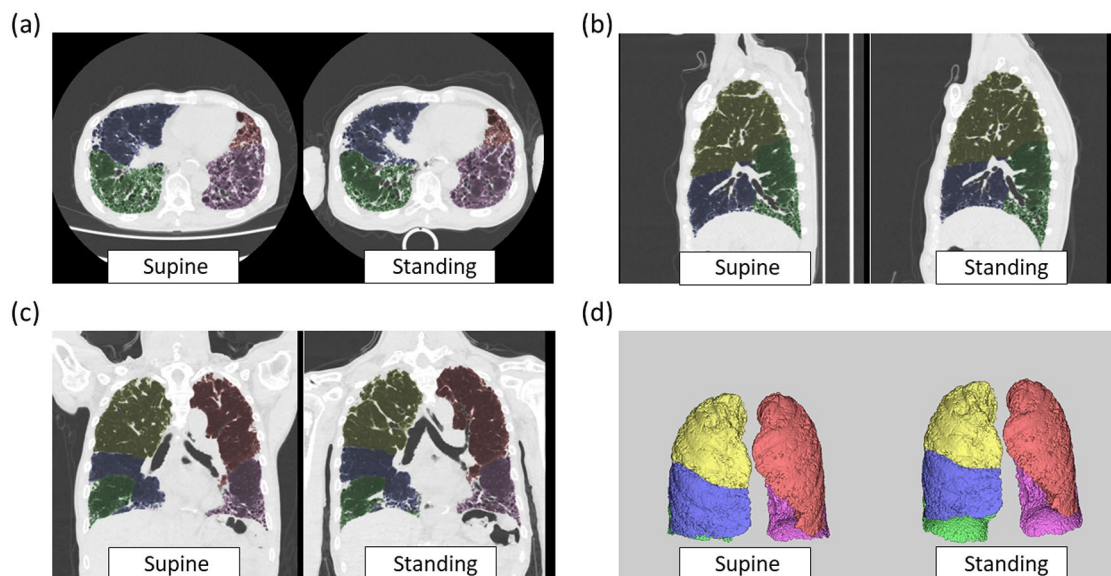 (a)
(b)
Supine
Standing
Supine
Standing
(c)
(d)
Supine
Standing
Supine
Standing